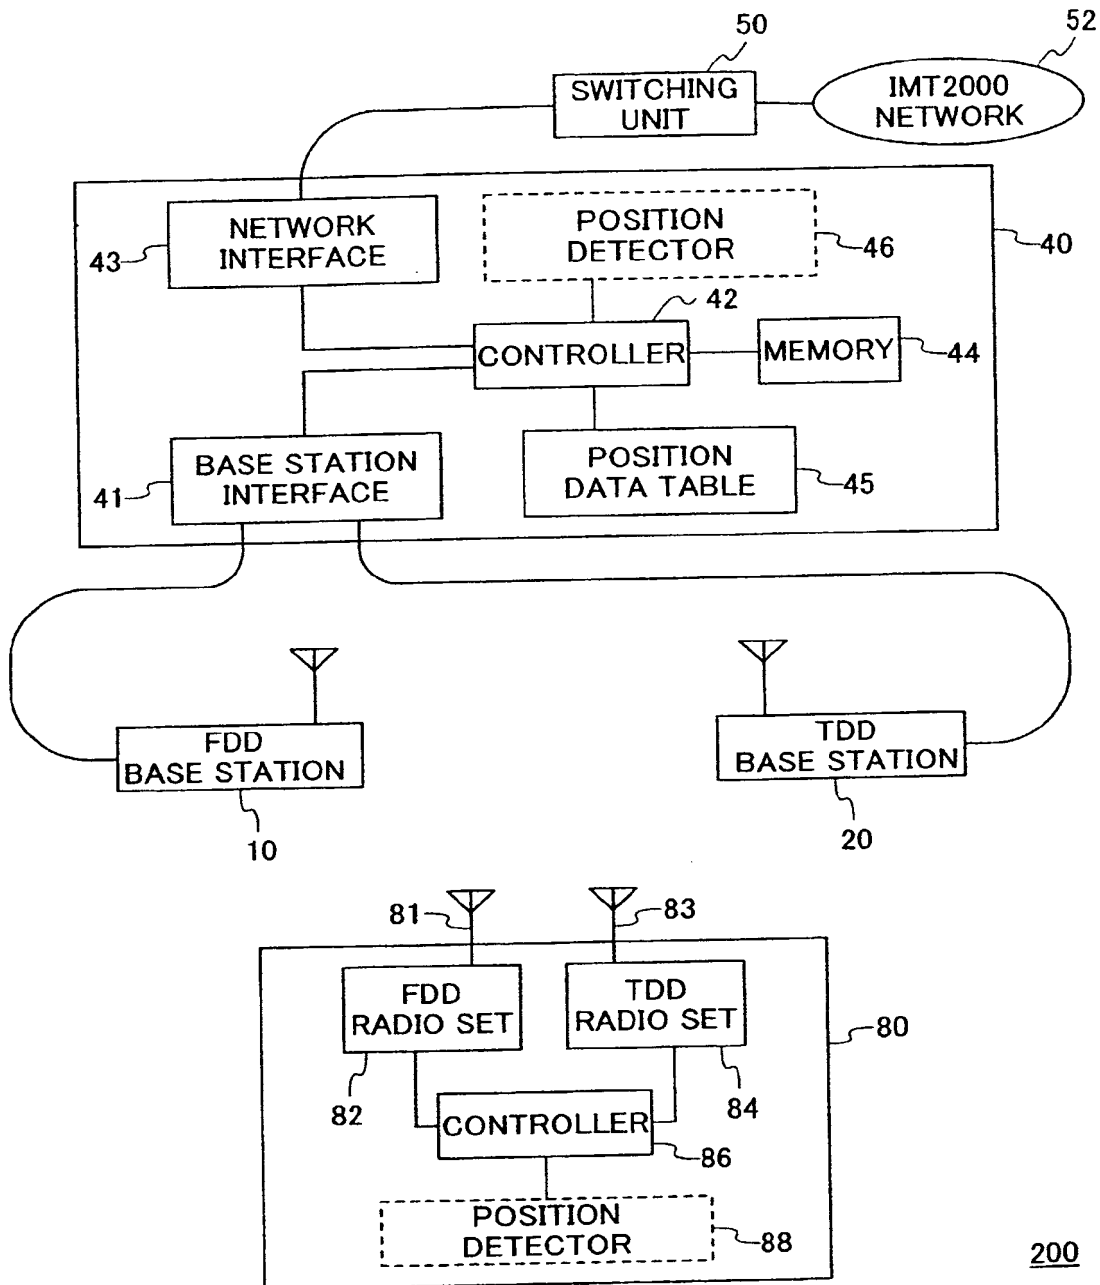 50
52
SWITCHING
UNIT
IMT2000
NETWORK
NETWORK
INTERFACE
43
POSITION
DETECTOR
46
40
42
CONTROLLER
MEMORY
44
BASE STATION
INTERFACE
41
POSITION
DATA TABLE
45
FDD
BASE STATION
10
TDD
BASE STATION
20
81
83
FDD
RADIO SET
82
TDD
RADIO SET
84
80
CONTROLLER
86
POSITION
DETECTOR
88
200